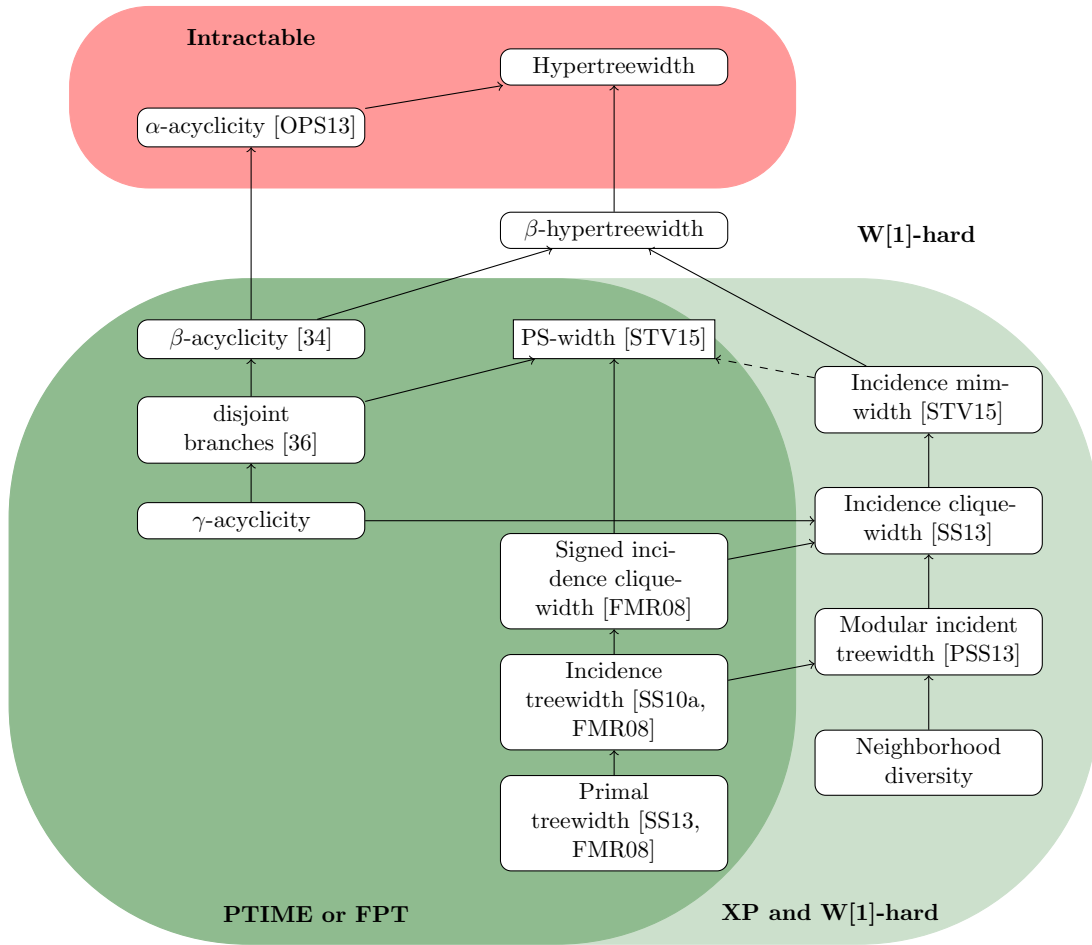 Intractable
Hypertreewidth
α-acyclicity [OPS13]
β-hypertreewidth
W[1]-hard
β-acyclicity [34]
PS-width [STV15]
Incidence mim-
width [STV15]
disjoint
branches [36]
γ-acyclicity
Incidence clique-
width [SS13]
Signed inci-
dence clique-
width [FMR08]
Modular incident
treewidth [PSS13]
Incidence
treewidth [SS10a,
FMR08]
Neighborhood
diversity
Primal
treewidth [SS13,
FMR08]
PTIME or FPT
XP and W[1]-hard